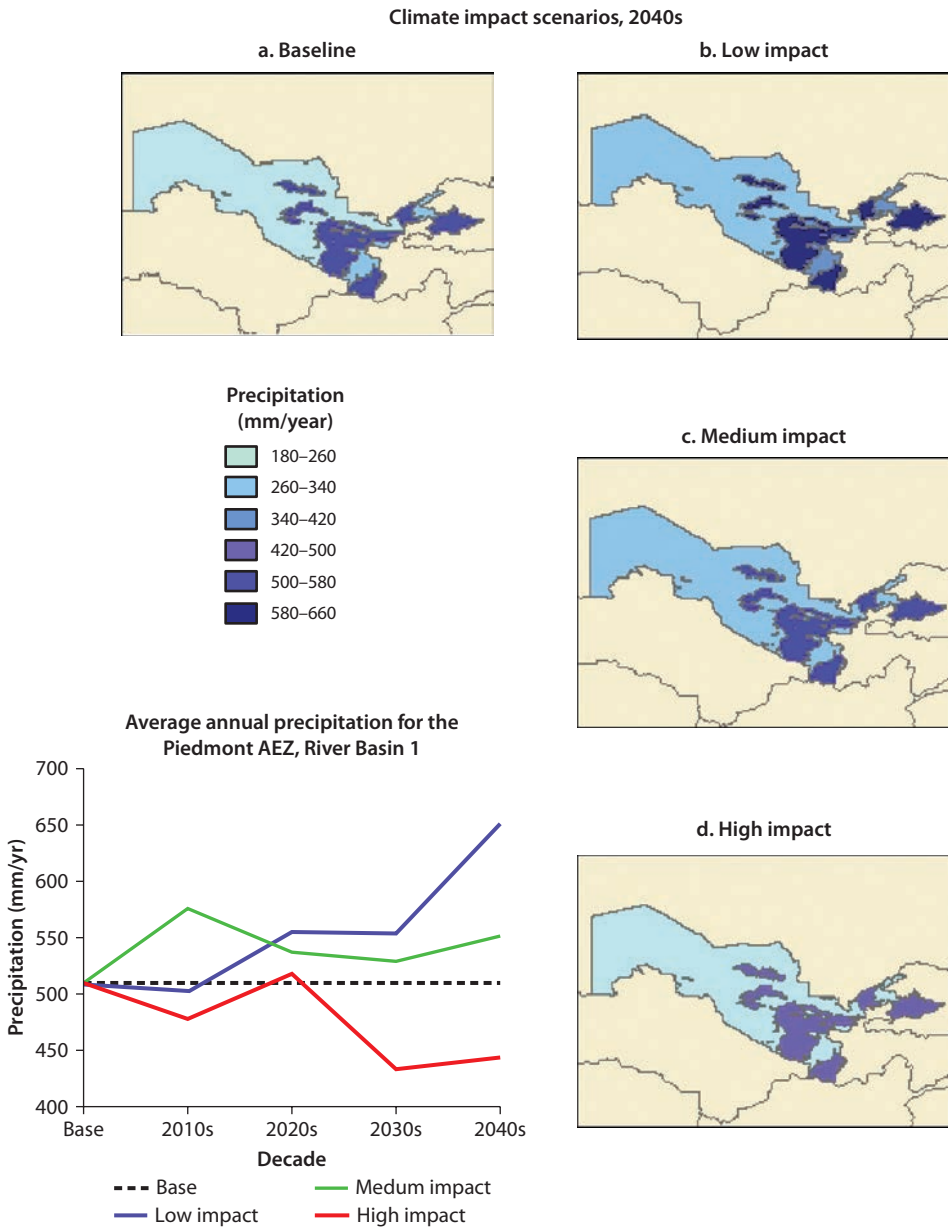 Climate impact scenarios, 2040s
a. Baseline
b. Low impact
Precipitation
(mm/year)
180–260
260–340
340–420
420–500
500–580
580–660
c. Medium impact
Average annual precipitation for the
Piedmont AEZ, River Basin 1
700
650
600
550
500
450
400
Precipitation (mm/yr)
Base
2010s
2020s
2030s
2040s
Decade
Base
Medum impact
Low impact
High impact
d. High impact